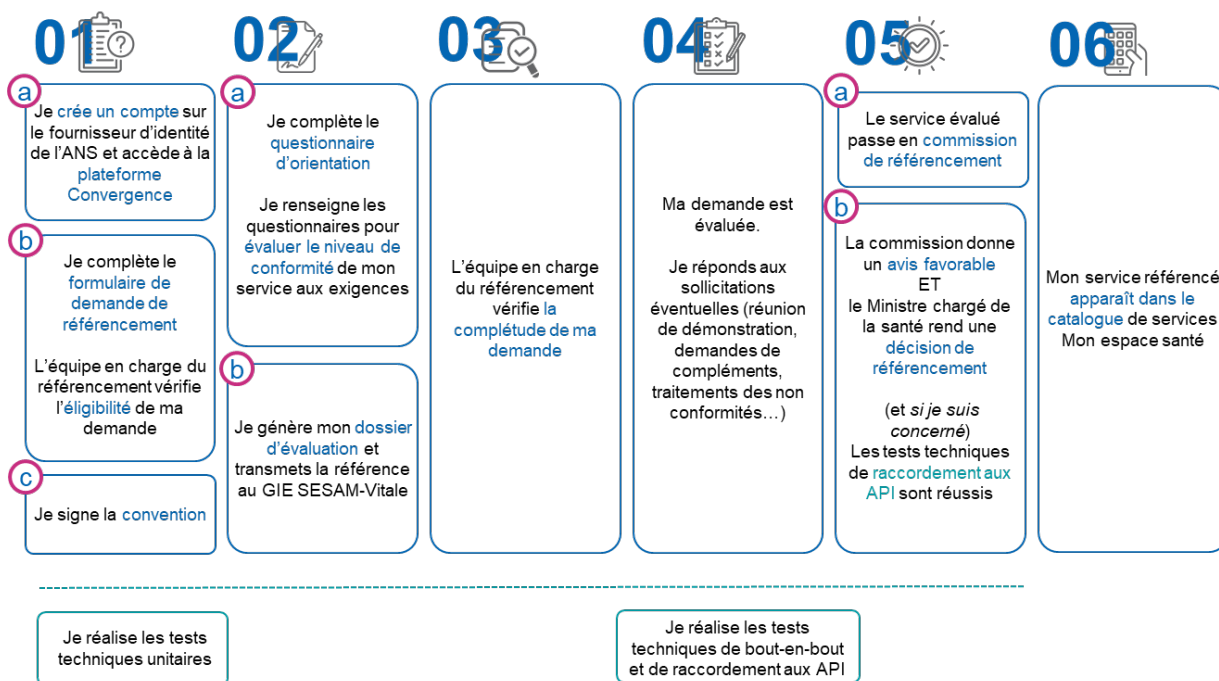 01
a
Je crée un compte sur
le fournisseur d'identité
de l'ANS et accède à la
plateforme
Convergence
b
Je complète le
formulaire de
demande de
référencement
L'équipe en charge du
référencement vérifie
l'éligibilité de ma
demande
c
Je signe la convention
02
a
Je complète le
questionnaire
d'orientation
Je renseigne les
questionnaires pour
évaluer le niveau de
conformité de mon
service aux exigences
b
Je génère mon dossier
d'évaluation et
transmets la référence
au GIE SESAM-Vitale
03
L'équipe en charge
du référencement
vérifie la
complétude de ma
demande
04
Ma demande est
évaluée.
Je réponds aux
sollicitations
éventuelles (réunion
de démonstration,
demandes de
compléments,
traitements des non
conformités…)
05
a
Le service évalué
passe en commission
de référencement
b
La commission donne
un avis favorable
ET
le Ministre chargé de
la santé rend une
décision de
référencement
(et si je suis
concerné)
Les tests techniques
de raccordement aux
API sont réussis
06
Mon service référencé
apparaît dans le
catalogue de services
Mon espace santé
Je réalise les tests
techniques unitaires
Je réalise les tests
techniques de bout-en-bout
et de raccordement aux API